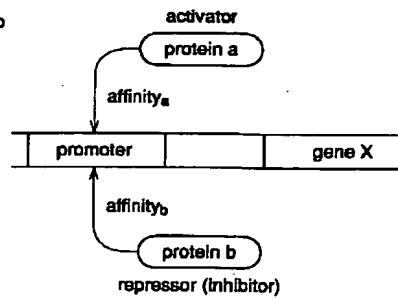 activator
protein a
affinitya
promoter
gene X
affinityb
protein b
repressor (inhibitor)